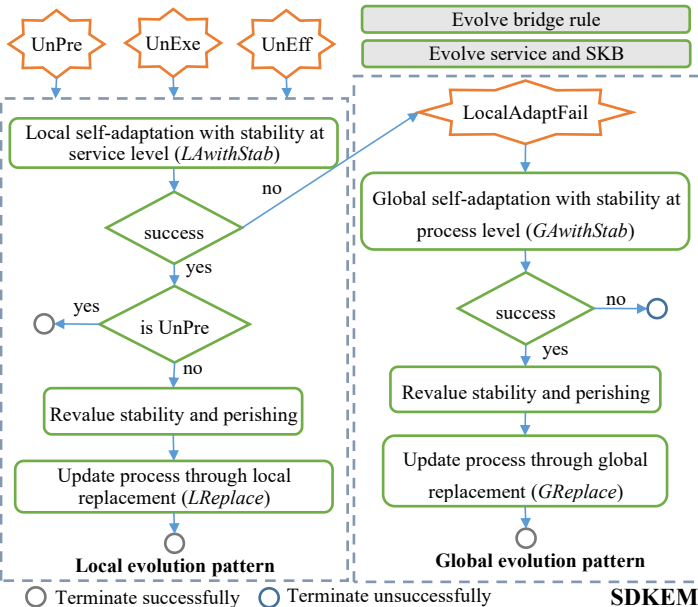 UnPre
UnExe
UnEff
Evolve bridge rule
Evolve service and SKB
Local self-adaptation with stability at
service level (LAwithStab)
no
success
yes
yes
is UnPre
no
Revalue stability and perishing
Update process through local
replacement (LReplace)
Local evolution pattern
LocalAdaptFail
Global self-adaptation with stability at
process level (GAwithStab)
success
no
yes
Revalue stability and perishing
Update process through global
replacement (GReplace)
Global evolution pattern
Terminate successfully
Terminate unsuccessfully
SDKEM